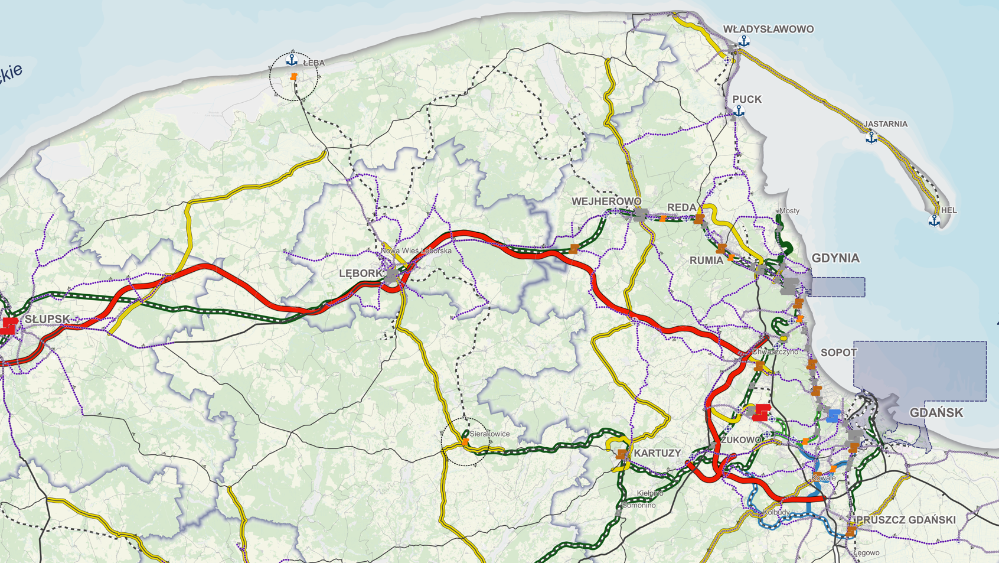 WŁADYSŁAWOWO
ŁEBA
ckie
PUCK
JASTARNIA
WEJHEROWO
REDA
Mosty
HEL
Nowa Wieś Lęborska
RUMIA
GDYNIA
LĘBORK
SŁUPSK
Chwaszczyno
SOPOT
GDAŃSK
Sierakowice
ŻUKOWO
KARTUZY
Kowale
Kiełpino
Somonino
Kolbudy
PRUSZCZ GDAŃSKI
Łęgowo